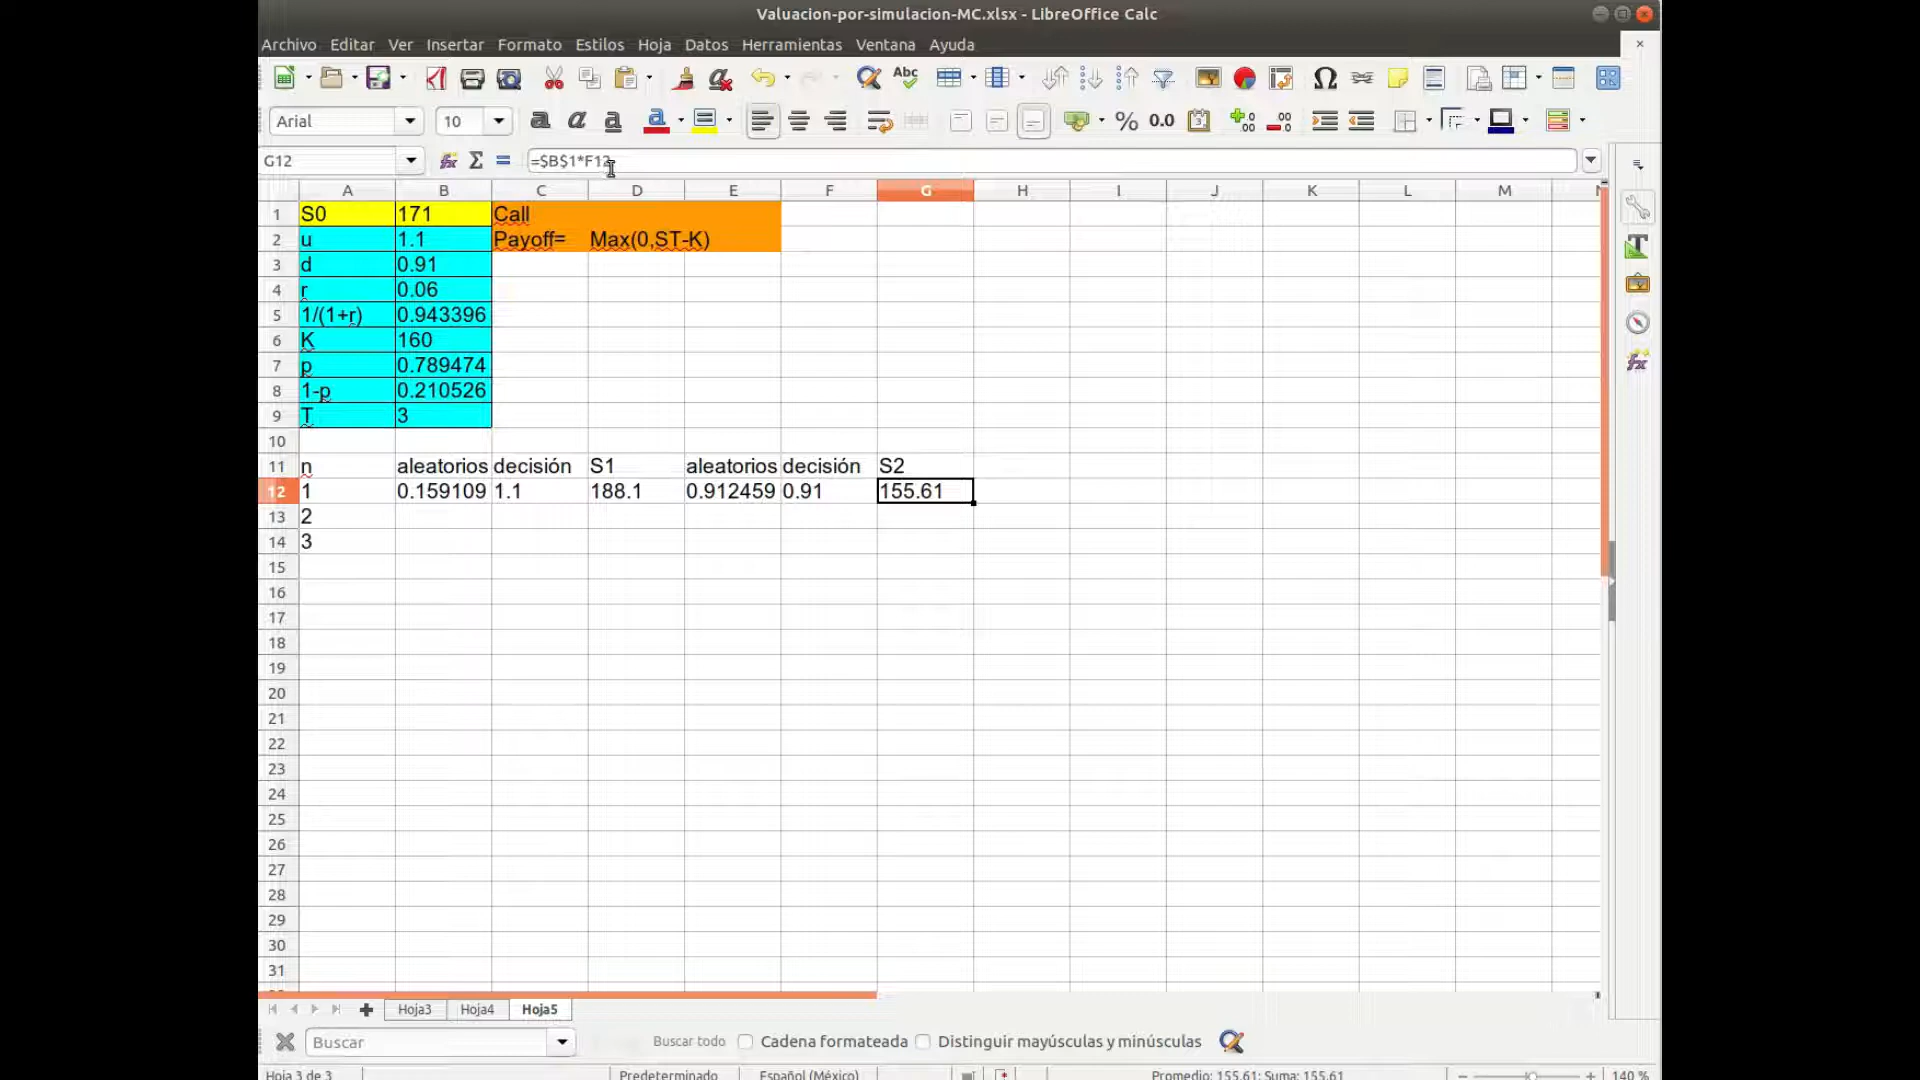 Valuacion-por-simulacion-MC.xlsx - LibreOffice Calc
Archivo Editar Ver Insertar Formato Estilos Hoja Datos Herramientas Ventana Ayuda
Arial 10
G12 =$B$1*F12
A B C D E F G H I J K L M
1 S0 171 Call
2 u 1.1 Payoff= Max(0,ST-K)
3 d 0.91
4 r 0.06
5 1/(1+r) 0.943396
6 K 160
7 p 0.789474
8 1-p 0.210526
9 T 3
10
11 n aleatorios decisión S1 aleatorios decisión S2
12 1 0.159109 1.1 188.1 0.912459 0.91 155.61
13 2
14 3
15
16
17
18
19
20
21
22
23
24
25
26
27
28
29
30
31
Hoja3 Hoja4 Hoja5
Buscar Buscar todo Cadena formateada Distinguir mayúsculas y minúsculas
Hoja 3 de 3 Predeterminado Español (México) Promedio: 155.61; Suma: 155.61 140 %